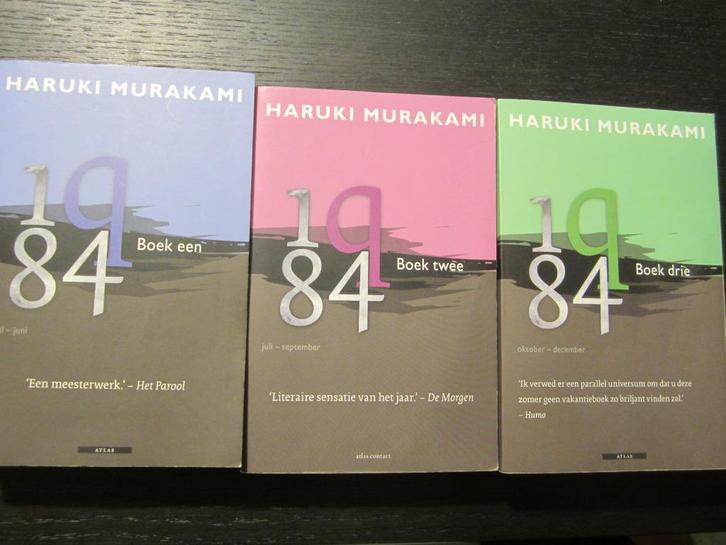 HARUKI MURAKAMI
1q
84
Boek een
– juni
‘Een meesterwerk.’ – Het Parool
ATLAS
HARUKI MURAKAMI
1q
84
Boek twee
juli – september
‘Literaire sensatie van het jaar.’ – De Morgen
atlas contact
HARUKI MURAKAMI
1q
84
Boek drie
oktober – december
‘Ik verwed er een parallel universum om dat u deze
zomer geen vakantieboek zo briljant vinden zal.’
– Humo
ATLAS